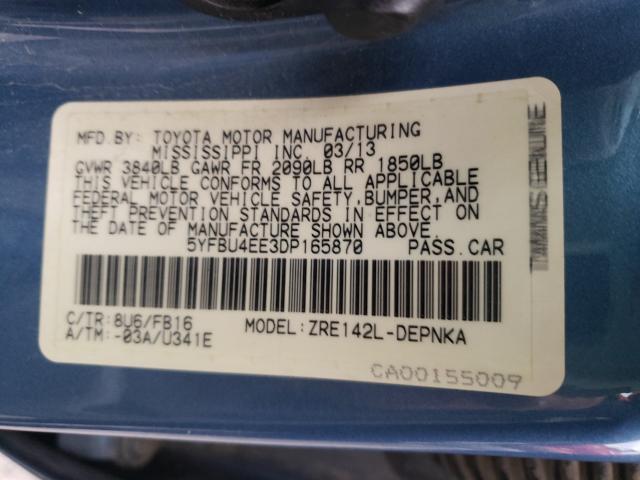 MFD. BY: TOYOTA MOTOR MANUFACTURING
MISSISSIPPI INC. 03/13
GVWR 3840LB GAWR FR 2090LB RR 1850LB
THIS VEHICLE CONFORMS TO ALL APPLICABLE
FEDERAL MOTOR VEHICLE SAFETY,BUMPER,AND
THEFT PREVENTION STANDARDS IN EFFECT ON
THE DATE OF MANUFACTURE SHOWN ABOVE.
5YFBU4EE3DP165870 PASS.CAR
C/TR:8U6/FB16 MODEL:ZRE142L-DEPNKA
A/TM:-03A/U341E
CA00155009
GENUINE